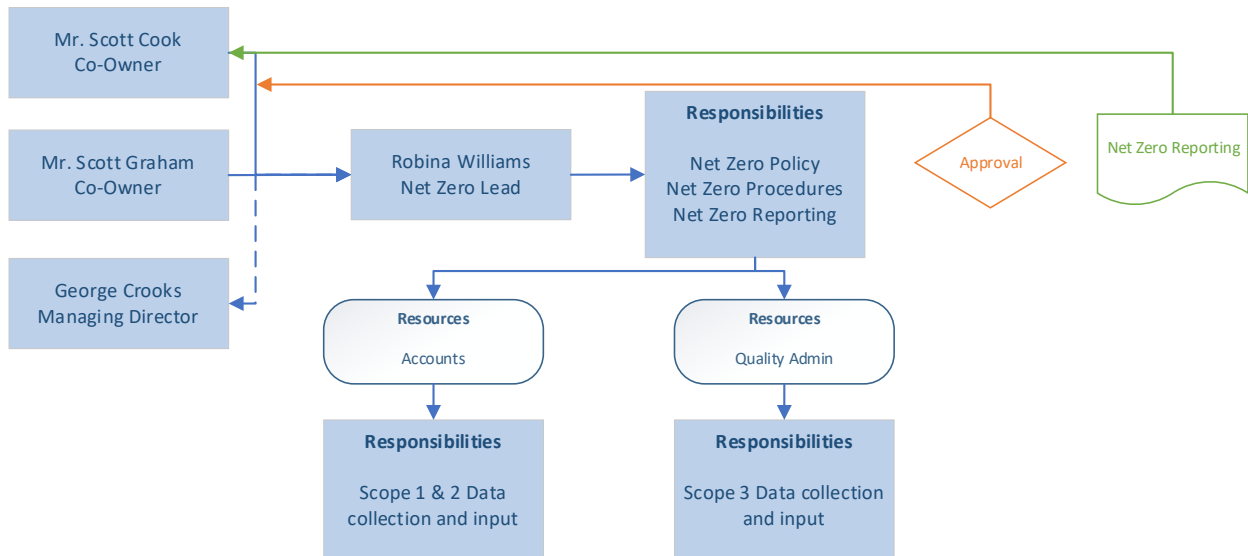 Mr. Scott Cook
Co-Owner
Mr. Scott Graham
Co-Owner
George Crooks
Managing Director
Robina Williams
Net Zero Lead
Responsibilities
Net Zero Policy
Net Zero Procedures
Net Zero Reporting
Approval
Net Zero Reporting
Resources
Accounts
Resources
Quality Admin
Responsibilities
Scope 1 & 2 Data
collection and input
Responsibilities
Scope 3 Data collection
and input